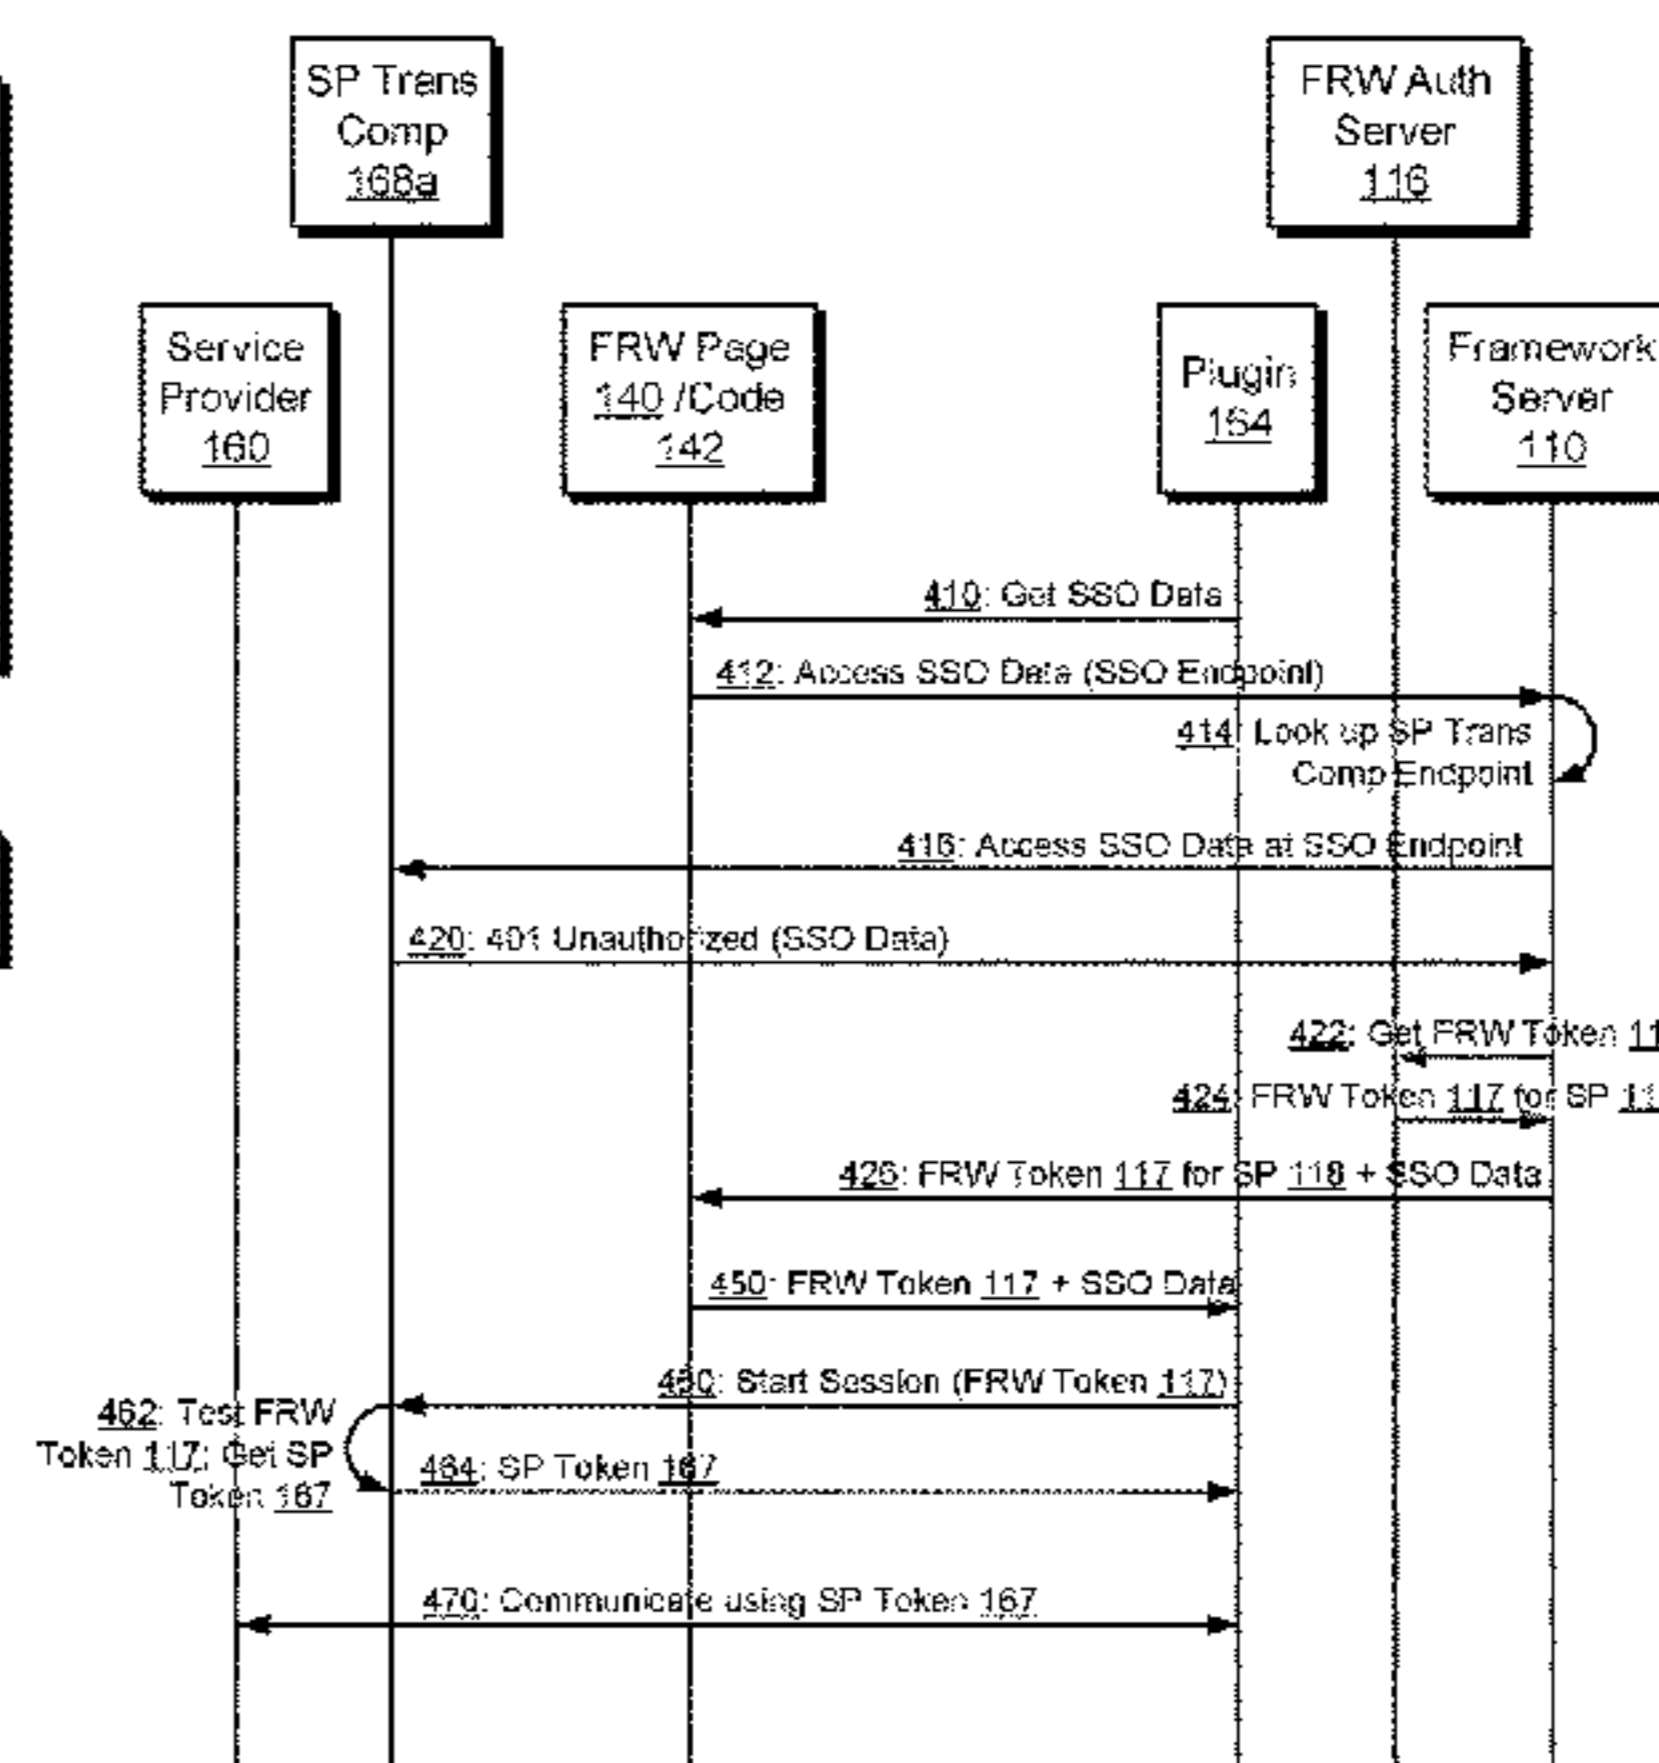 SP Trans
Comp
168a
FRW Auth
Server
116
Service
Provider
160
FRW Page
140 /Code
142
Plugin
164
Framework
Server
110
410: Get SSO Data
412: Access SSO Data (SSO Endpoint)
414: Look up SP Trans
Comp Endpoint
416: Access SSO Data at SSO Endpoint
420: 401 Unauthorized (SSO Data)
422: Get FRW Token
424: FRW Token 117 for SP
426: FRW Token 117 for SP 118 + SSO Data
450: FRW Token 117 + SSO Data
460: Start Session (FRW Token 117)
462: Test FRW
Token 117; Get SP
Token 167
464: SP Token 167
470: Communicate using SP Token 167